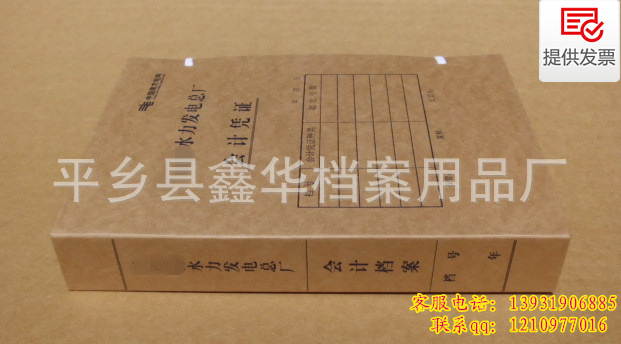 提供发票
水力发电总厂
会计凭证
平乡县鑫华档案用品厂
水力发电总厂
会计档案
档号
年
客服电话：13931906885
联系qq：1210977016